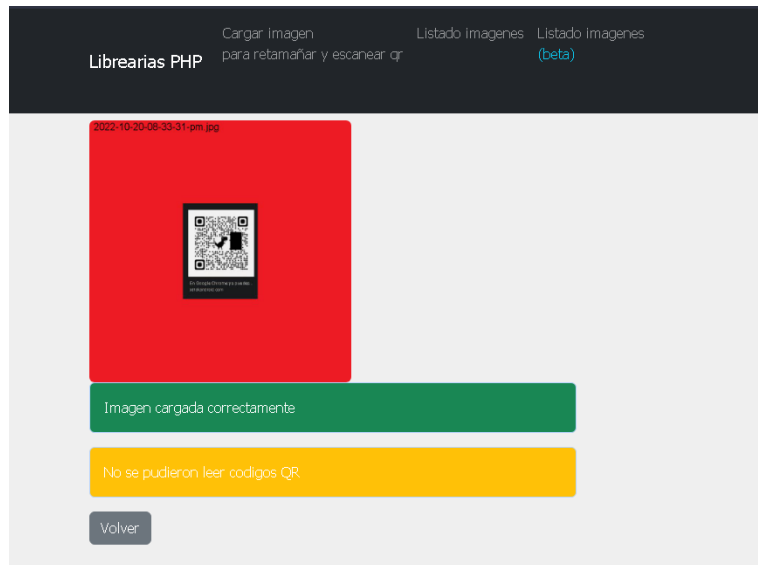 Librearias PHP
Cargar imagen
para retamañar y escanear qr
Listado imagenes
Listado imagenes
(beta)
2022-10-20-08-33-31-pm.jpg
Imagen cargada correctamente
No se pudieron leer codigos QR
Volver